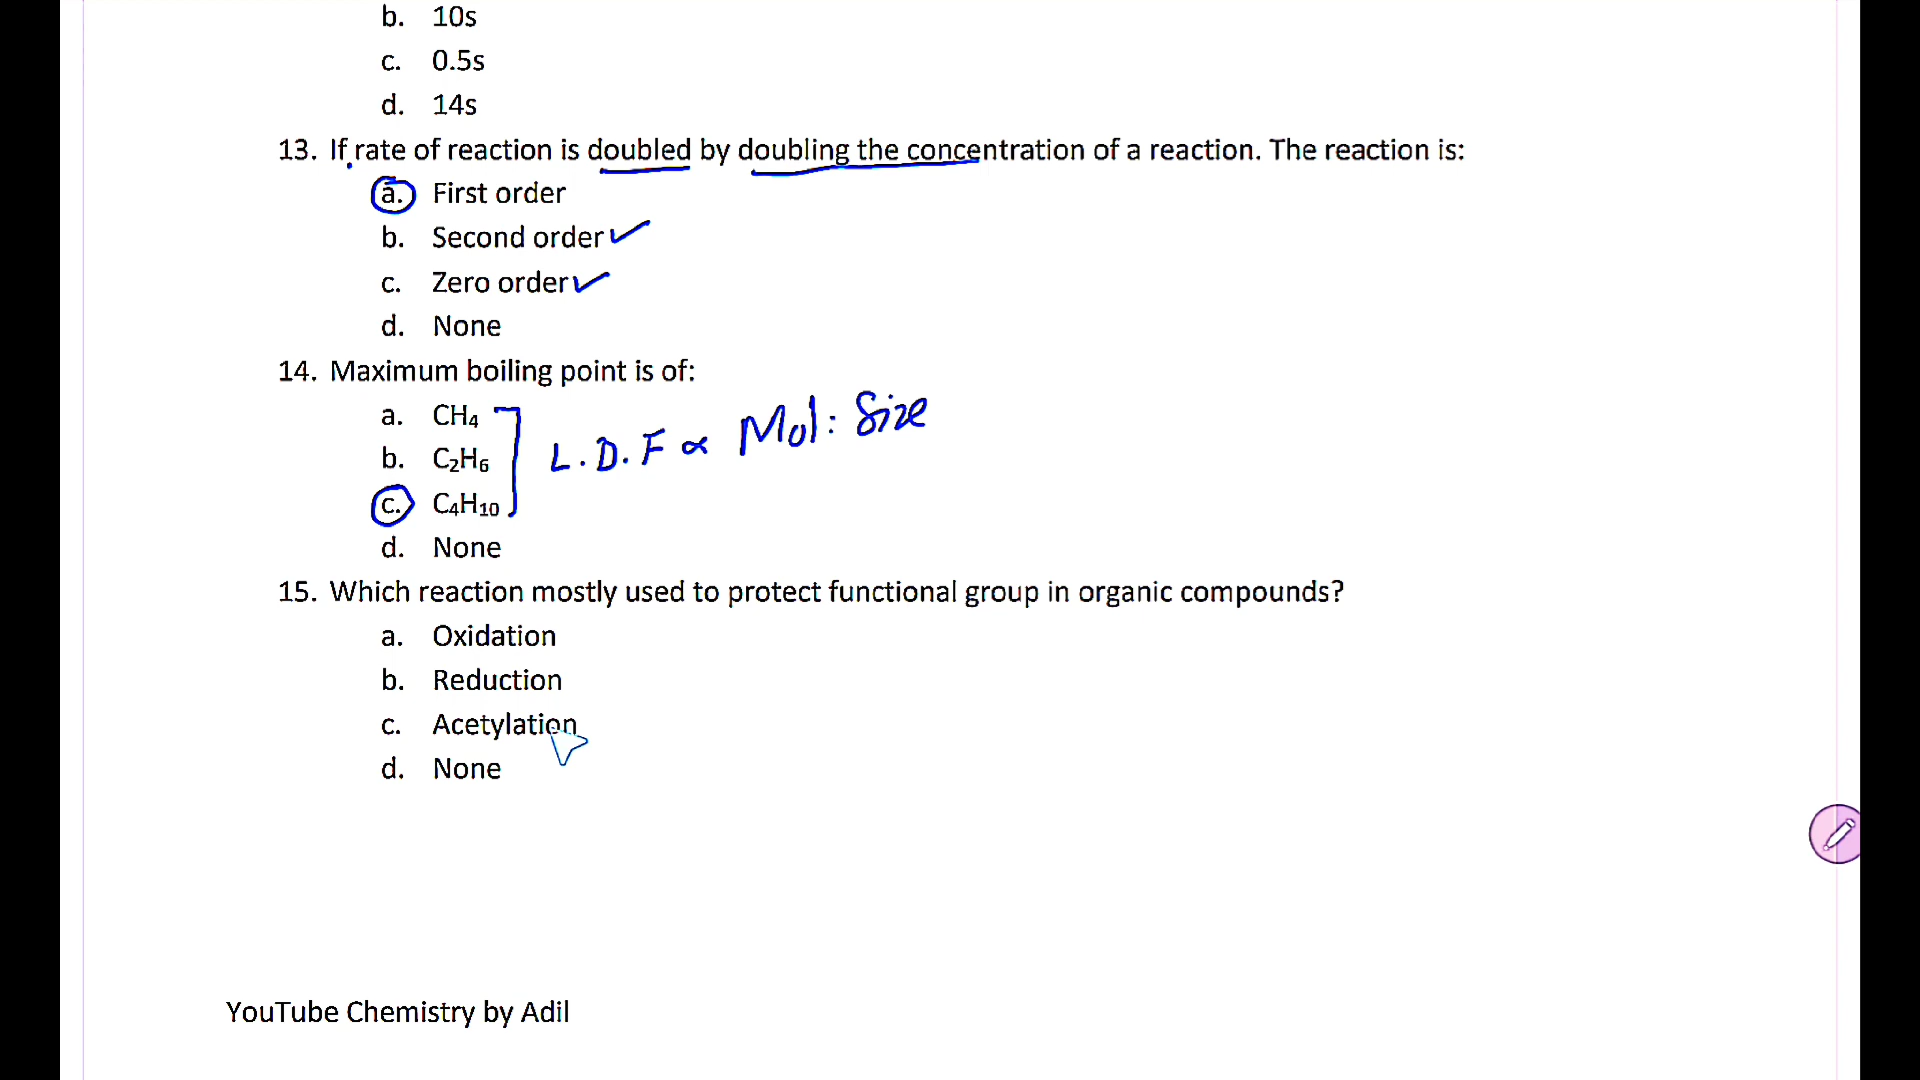 b. 10s
c. 0.5s
d. 14s
13. If rate of reaction is doubled by doubling the concentration of a reaction. The reaction is:
a. First order
b. Second order
c. Zero order
d. None
14. Maximum boiling point is of:
a. CH₄
b. C₂H₆
L.D.F ∝ Mol: Size
c. C₄H₁₀
d. None
15. Which reaction mostly used to protect functional group in organic compounds?
a. Oxidation
b. Reduction
c. Acetylation
d. None
YouTube Chemistry by Adil